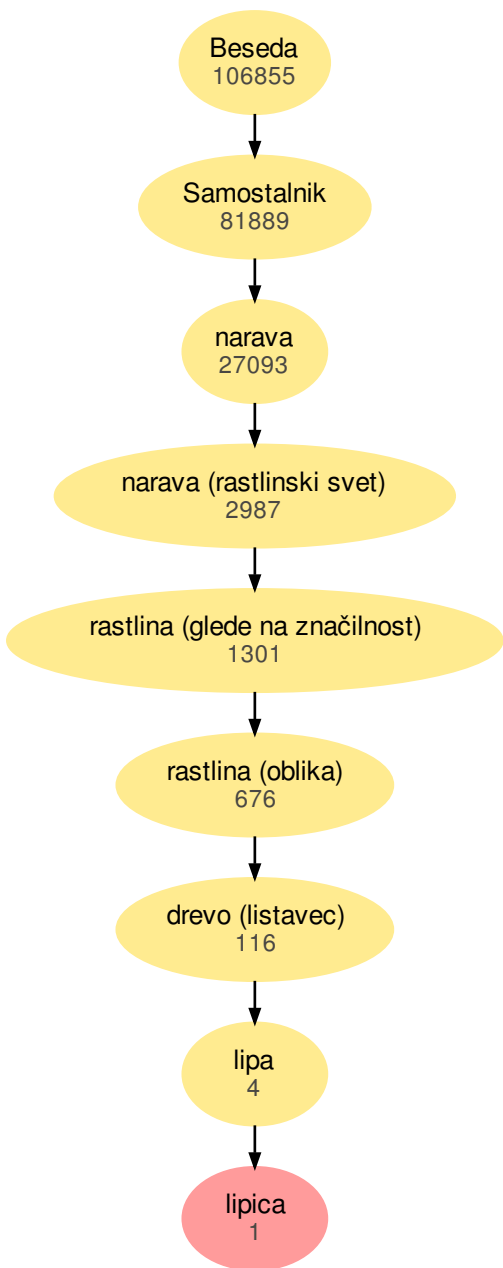 Beseda
106855
Samostalnik
81889
narava
27093
narava (rastlinski svet)
2987
rastlina (glede na značilnost)
1301
rastlina (oblika)
676
drevo (listavec)
116
lipa
4
lipica
1